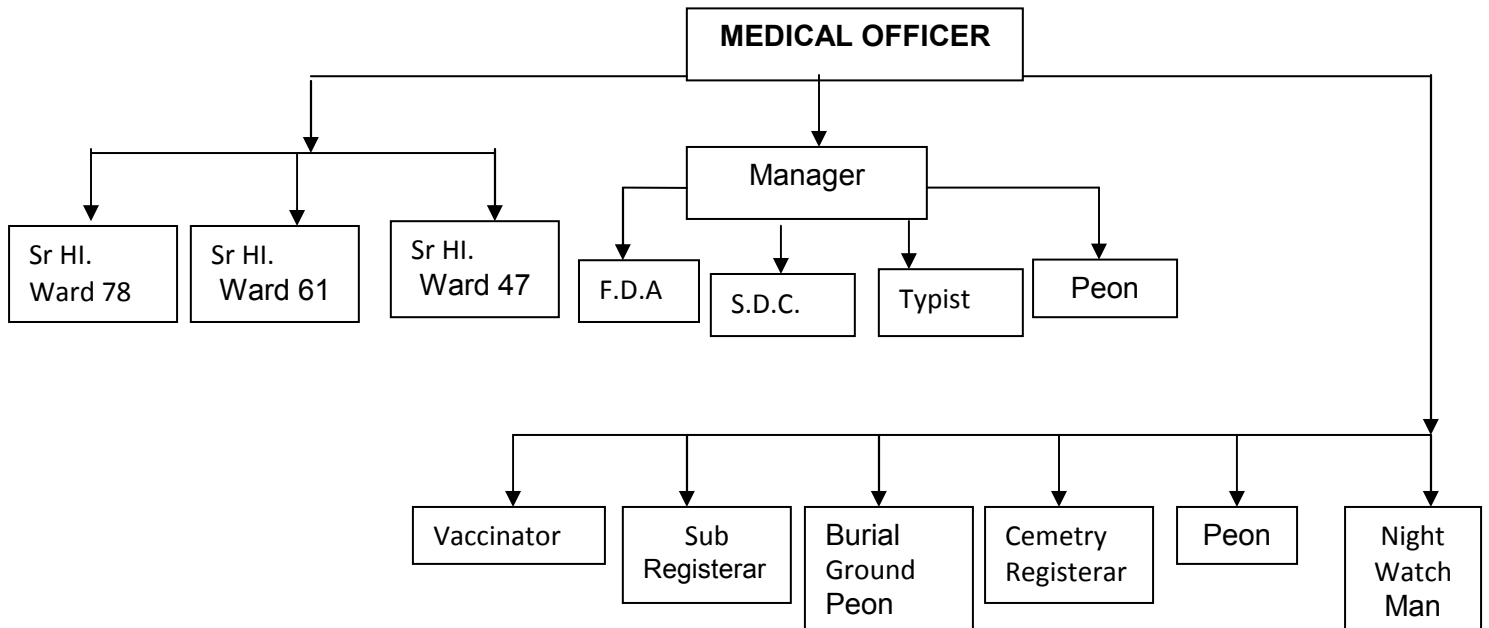 MEDICAL OFFICER
Manager
Sr HI.
Ward 78
Sr HI.
Ward 61
Sr HI.
Ward 47
F.D.A
S.D.C.
Typist
Peon
Vaccinator
Sub
Registerar
Burial
Ground
Peon
Cemetry
Registerar
Peon
Night
Watch
Man